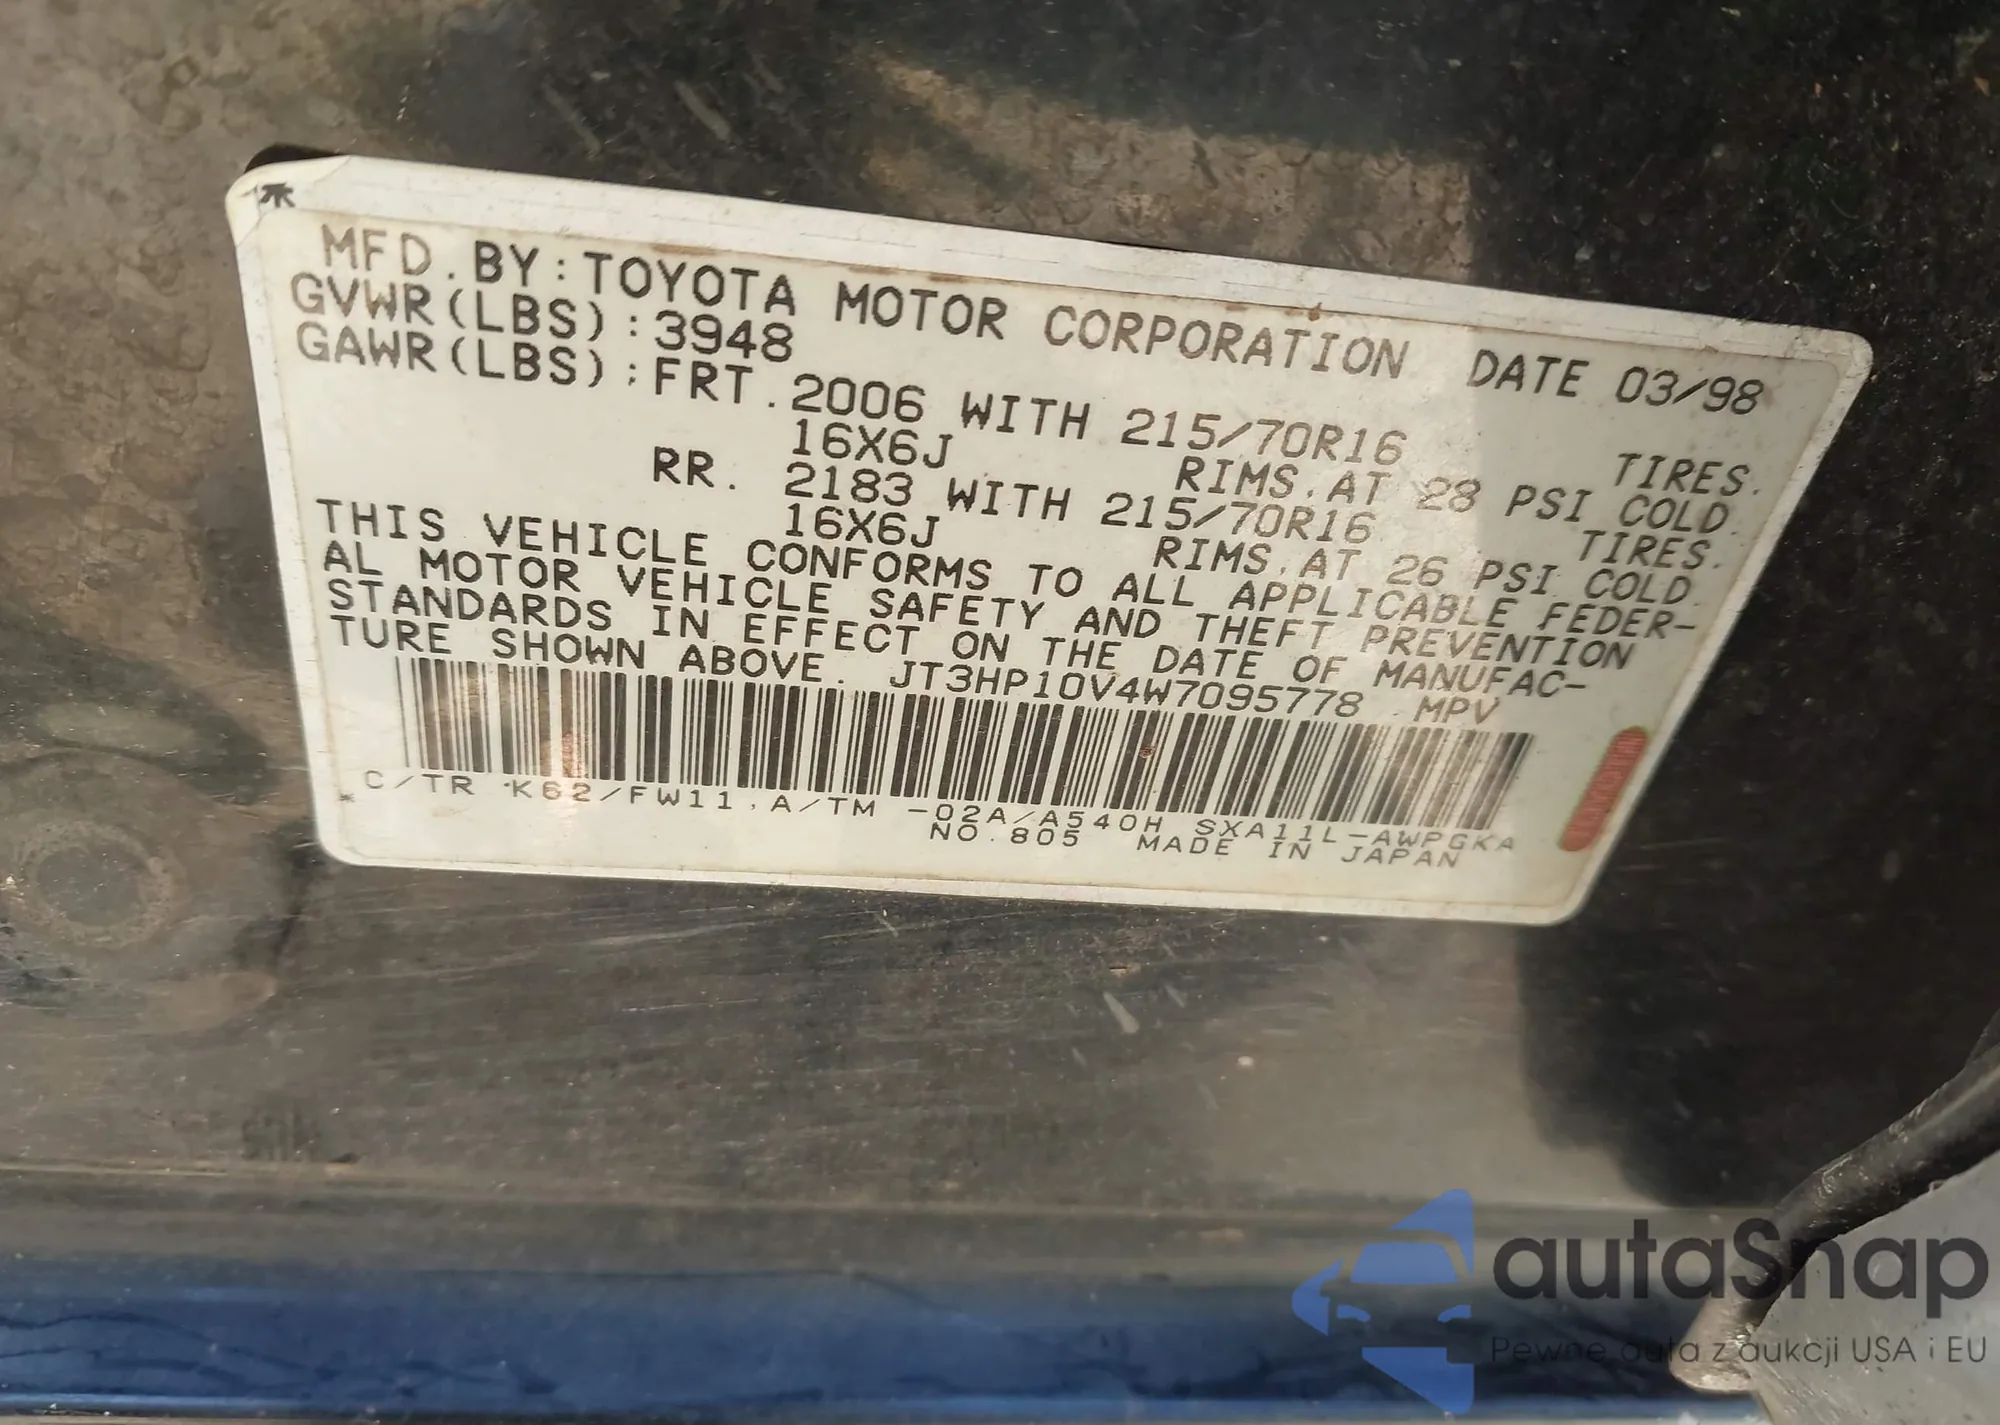 MFD. BY: TOYOTA MOTOR CORPORATION DATE 03/98
GVWR(LBS): 3948
GAWR(LBS): FRT. 2006 WITH 215/70R16 TIRES.
16X6J RIMS, AT 28 PSI COLD.
RR. 2183 WITH 215/70R16 TIRES.
16X6J RIMS, AT 26 PSI COLD.
THIS VEHICLE CONFORMS TO ALL APPLICABLE FEDER-
AL MOTOR VEHICLE SAFETY AND THEFT PREVENTION
STANDARDS IN EFFECT ON THE DATE OF MANUFAC-
TURE SHOWN ABOVE. JT3HP10V4W7095778 MPV
C/TR K62/FW11, A/TM -02A/A540H SXA11L-AWPGKA
NO.805 MADE IN JAPAN
autaSnap
Pewne auta z aukcji USA i EU